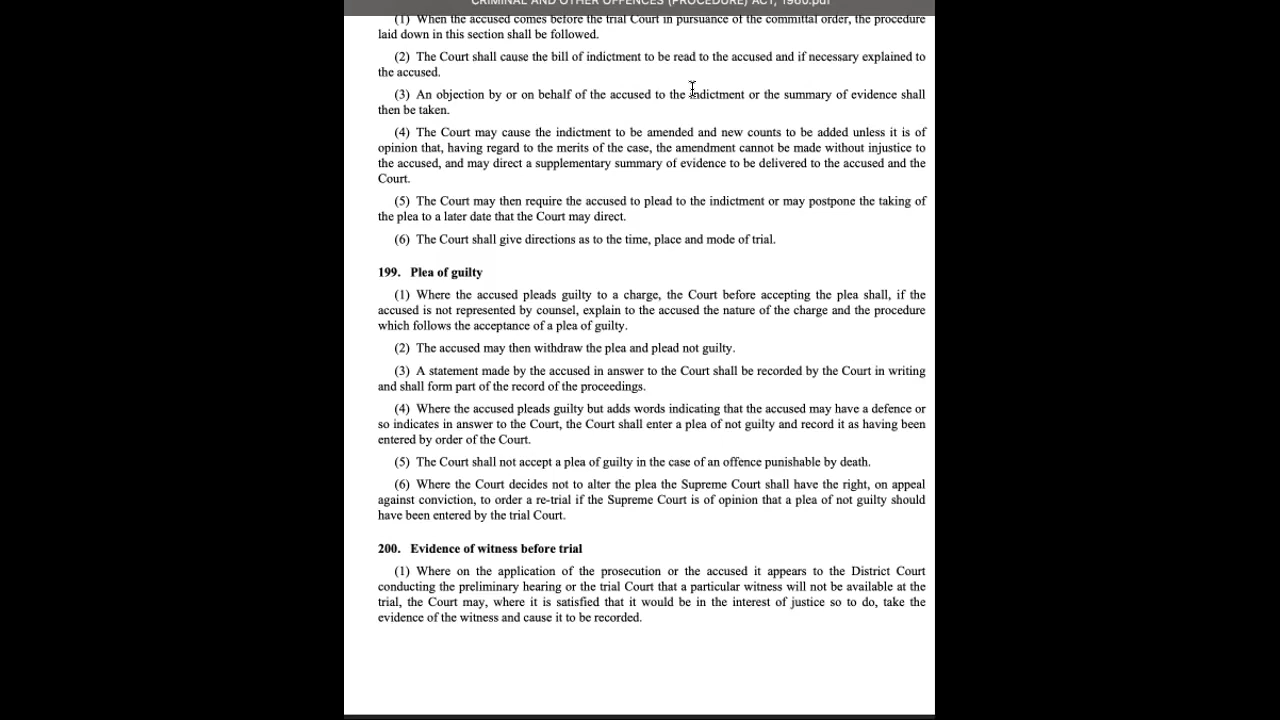 CRIMINAL AND OTHER OFFENCES (PROCEDURE) ACT, 1960.pdf
(1) When the accused comes before the trial Court in pursuance of the committal order, the procedure
laid down in this section shall be followed.
(2) The Court shall cause the bill of indictment to be read to the accused and if necessary explained to
the accused.
(3) An objection by or on behalf of the accused to the indictment or the summary of evidence shall
then be taken.
(4) The Court may cause the indictment to be amended and new counts to be added unless it is of
opinion that, having regard to the merits of the case, the amendment cannot be made without injustice to
the accused, and may direct a supplementary summary of evidence to be delivered to the accused and the
Court.
(5) The Court may then require the accused to plead to the indictment or may postpone the taking of
the plea to a later date that the Court may direct.
(6) The Court shall give directions as to the time, place and mode of trial.
199. Plea of guilty
(1) Where the accused pleads guilty to a charge, the Court before accepting the plea shall, if the
accused is not represented by counsel, explain to the accused the nature of the charge and the procedure
which follows the acceptance of a plea of guilty.
(2) The accused may then withdraw the plea and plead not guilty.
(3) A statement made by the accused in answer to the Court shall be recorded by the Court in writing
and shall form part of the record of the proceedings.
(4) Where the accused pleads guilty but adds words indicating that the accused may have a defence or
so indicates in answer to the Court, the Court shall enter a plea of not guilty and record it as having been
entered by order of the Court.
(5) The Court shall not accept a plea of guilty in the case of an offence punishable by death.
(6) Where the Court decides not to alter the plea the Supreme Court shall have the right, on appeal
against conviction, to order a re-trial if the Supreme Court is of opinion that a plea of not guilty should
have been entered by the trial Court.
200. Evidence of witness before trial
(1) Where on the application of the prosecution or the accused it appears to the District Court
conducting the preliminary hearing or the trial Court that a particular witness will not be available at the
trial, the Court may, where it is satisfied that it would be in the interest of justice so to do, take the
evidence of the witness and cause it to be recorded.